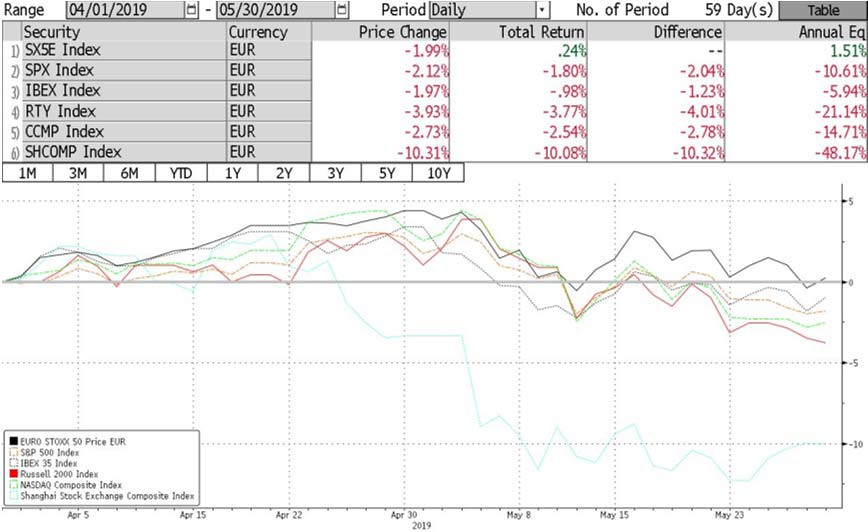 Range 04/01/2019 - 05/30/2019 Period Daily No. of Period 59 Day(s) Table
Security Currency Price Change Total Return Difference Annual Eq
1) SX5E Index EUR -1.99% .24% -- 1.51%
2) SPX Index EUR -2.12% -1.80% -2.04% -10.61%
3) IBEX Index EUR -1.97% -.98% -1.23% -5.94%
4) RTY Index EUR -3.93% -3.77% -4.01% -21.14%
5) CCMP Index EUR -2.73% -2.54% -2.78% -14.71%
6) SHCOMP Index EUR -10.31% -10.08% -10.32% -48.17%
1M 3M 6M YTD 1Y 2Y 3Y 5Y 10Y
5
0
-5
-10
EURO STOXX 50 Price EUR
S&P 500 Index
IBEX 35 Index
Russell 2000 Index
NASDAQ Composite Index
Shanghai Stock Exchange Composite Index
Apr 5 Apr 15 Apr 22 Apr 30 May 8 May 15 May 23
2019